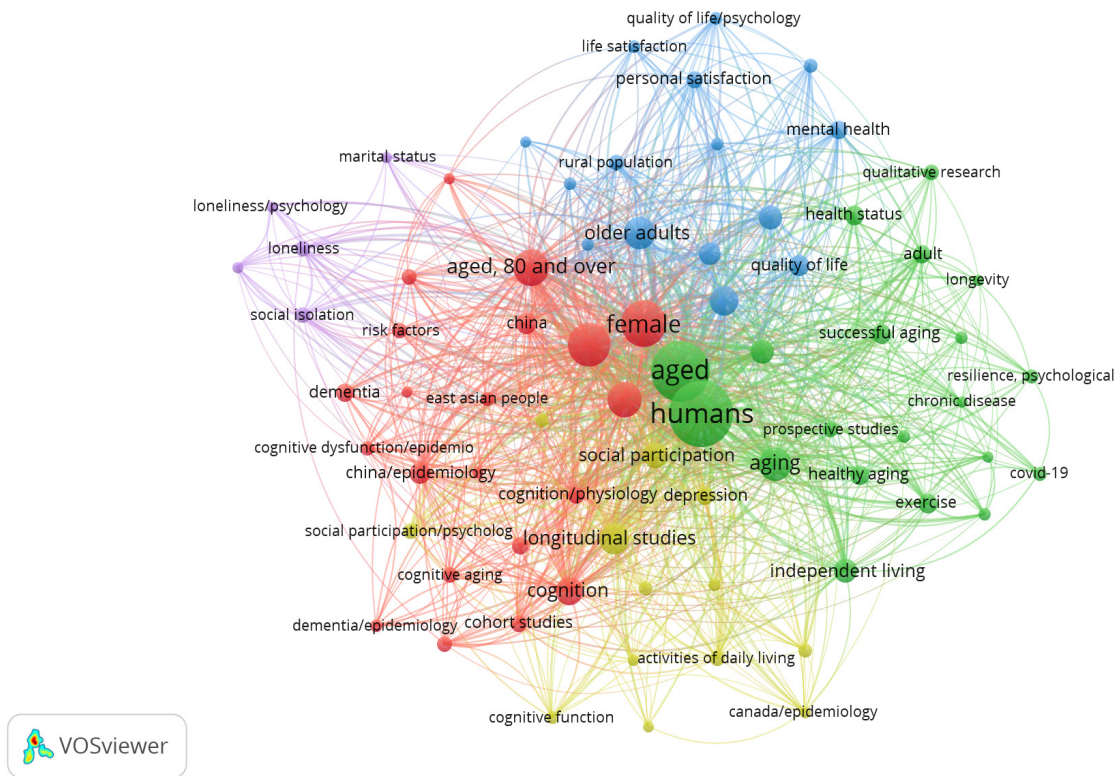 quality of life/psychology
life satisfaction
personal satisfaction
mental health
marital status
rural population
qualitative research
loneliness/psychology
health status
older adults
loneliness
adult
aged, 80 and over
quality of life
longevity
social isolation
risk factors
china
female
successful aging
aged
resilience, psychological
dementia
east asian people
chronic disease
humans
prospective studies
cognitive dysfunction/epidemio
social participation
china/epidemiology
aging
healthy aging
covid-19
cognition/physiology
depression
exercise
social participation/psycholog
longitudinal studies
cognitive aging
independent living
cognition
dementia/epidemiology
cohort studies
activities of daily living
cognitive function
canada/epidemiology
VOSviewer